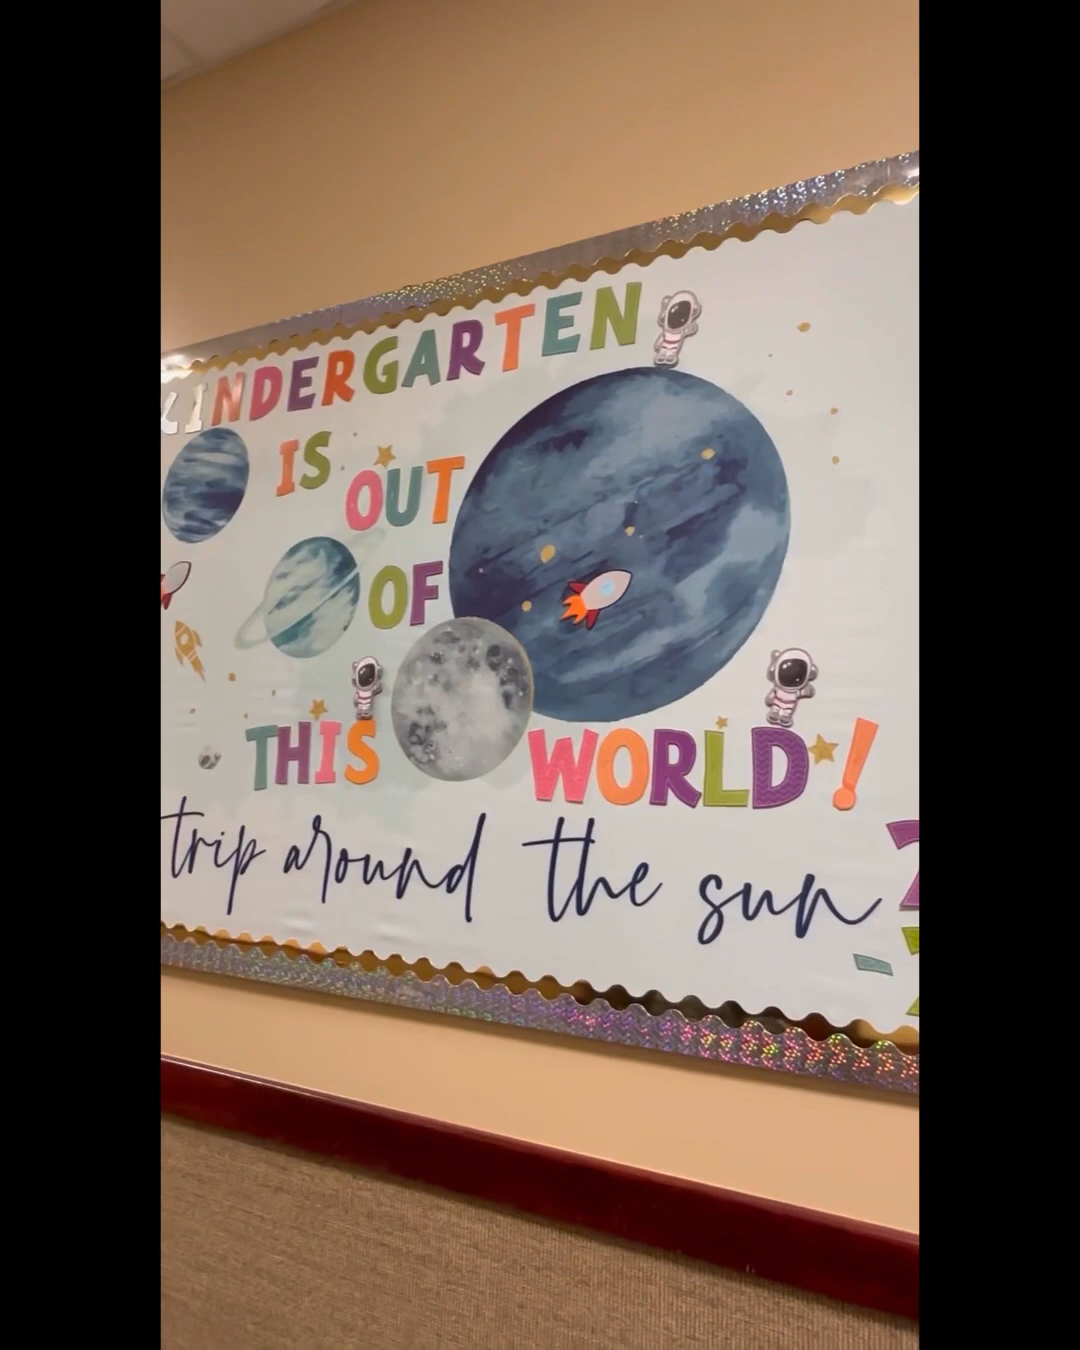 KINDERGARTEN
IS OUT
OF
THIS WORLD!
trip around the sun